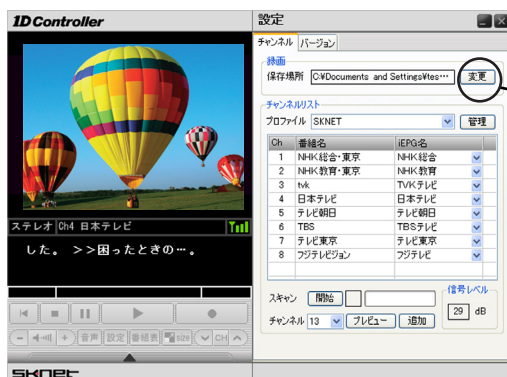 1D Controller
ステレオ Ch4 日本テレビ
した。 >>困ったときの…。
音声 設定 番組表 size CH
SKNET
設定
チャンネル バージョン
録画
保存場所 C:¥Documents and Settings¥tes… 変更
チャンネルリスト
プロファイル SKNET 管理
Ch 番組名 iEPG名
1 NHK総合・東京 NHK総合
2 NHK教育・東京 NHK教育
3 tvk TVKテレビ
4 日本テレビ 日本テレビ
5 テレビ朝日 テレビ朝日
6 TBS TBSテレビ
7 テレビ東京 テレビ東京
8 フジテレビジョン フジテレビ
スキャン 開始
信号レベル
29 dB
チャンネル 13 プレビュー 追加